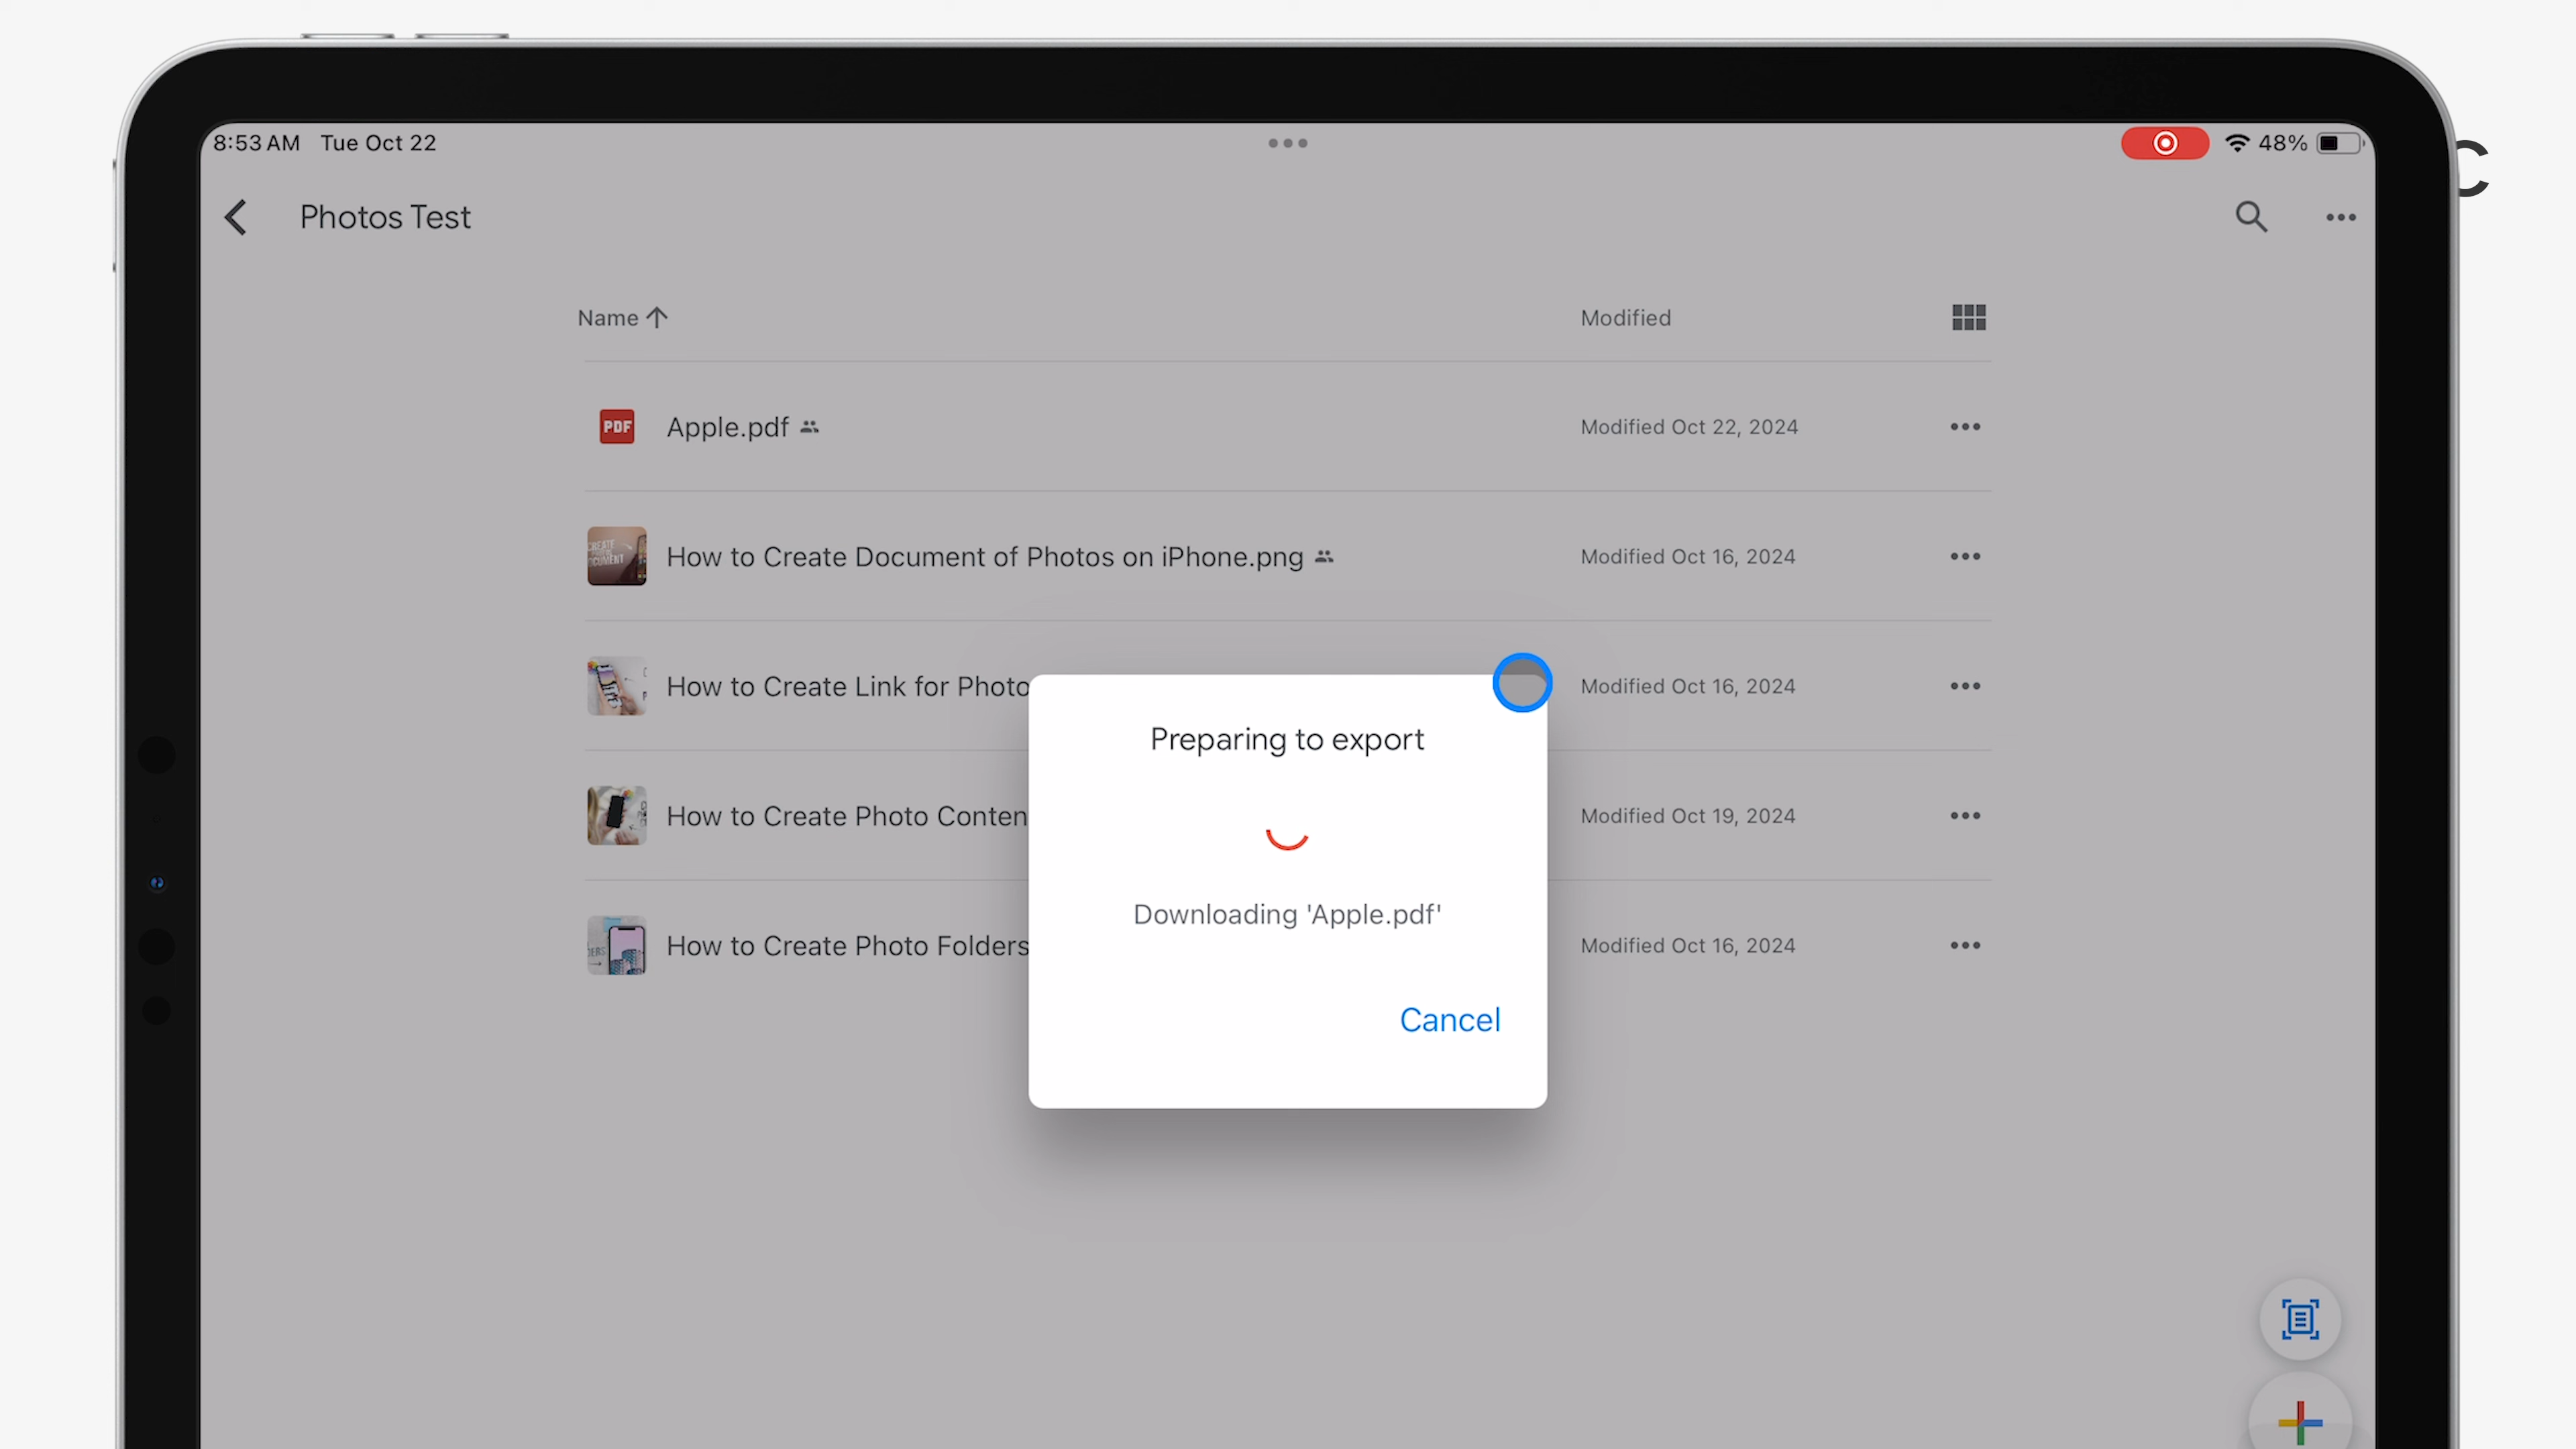 8:53 AM Tue Oct 22
48%
C
Photos Test
Name
Modified
PDF
Apple.pdf
Modified Oct 22, 2024
CREATE
DOCUMENT
How to Create Document of Photos on iPhone.png
Modified Oct 16, 2024
How to Create Link for Photo
Modified Oct 16, 2024
Preparing to export
How to Create Photo Conten
Modified Oct 19, 2024
Downloading 'Apple.pdf'
How to Create Photo Folders
Modified Oct 16, 2024
Cancel